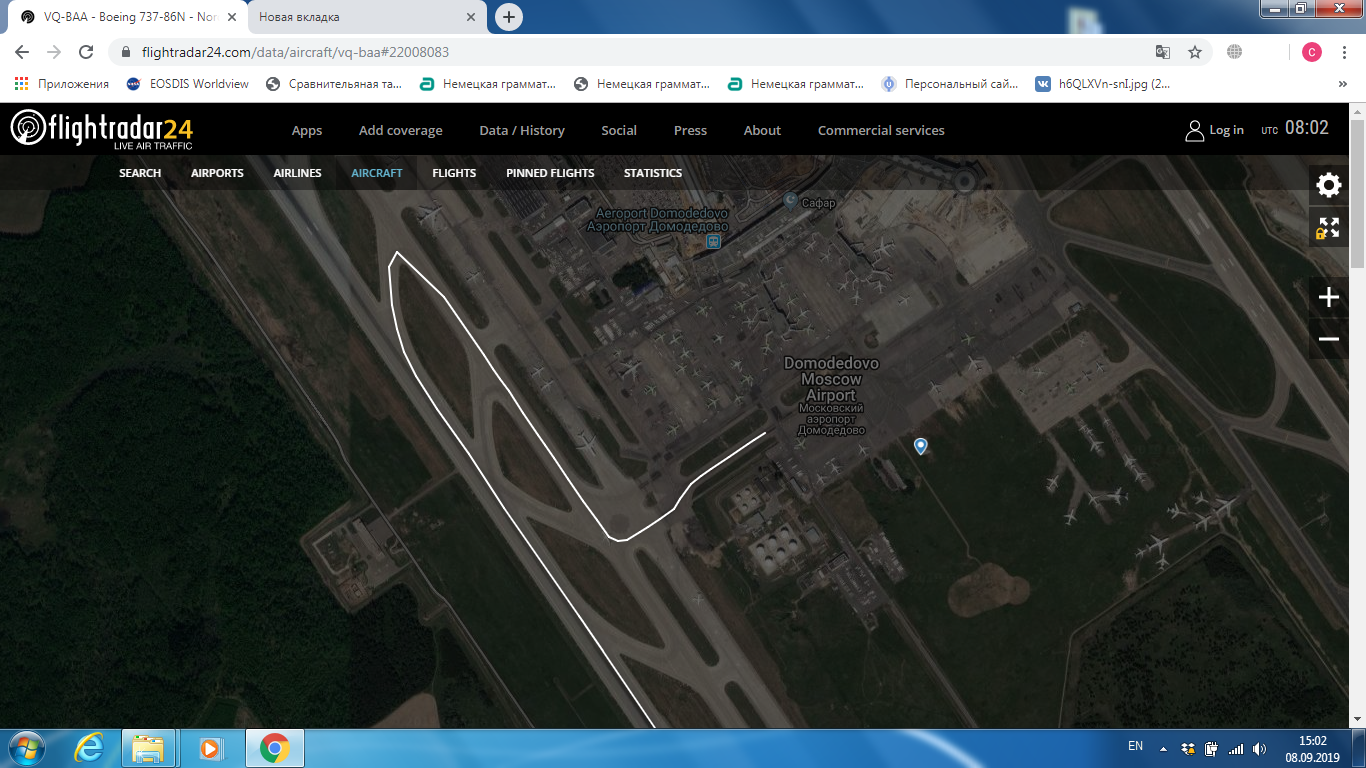 VQ-BAA - Boeing 737-86N - Nor
Новая вкладка
flightradar24.com/data/aircraft/vq-baa#22008083
C
Приложения
EOSDIS Worldview
Сравнительная та...
Немецкая граммат...
Немецкая граммат...
Немецкая граммат...
Персональный сай...
h6QLXVn-snI.jpg (2...
»
flightradar24
LIVE AIR TRAFFIC
Apps
Add coverage
Data / History
Social
Press
About
Commercial services
Log in
UTC 08:02
SEARCH
AIRPORTS
AIRLINES
AIRCRAFT
FLIGHTS
PINNED FLIGHTS
STATISTICS
Сафар
Aeroport Domodedovo
Аэропорт Домодедово
Domodedovo
Moscow
Airport
Московский
аэропорт
Домодедово
EN
15:02
08.09.2019